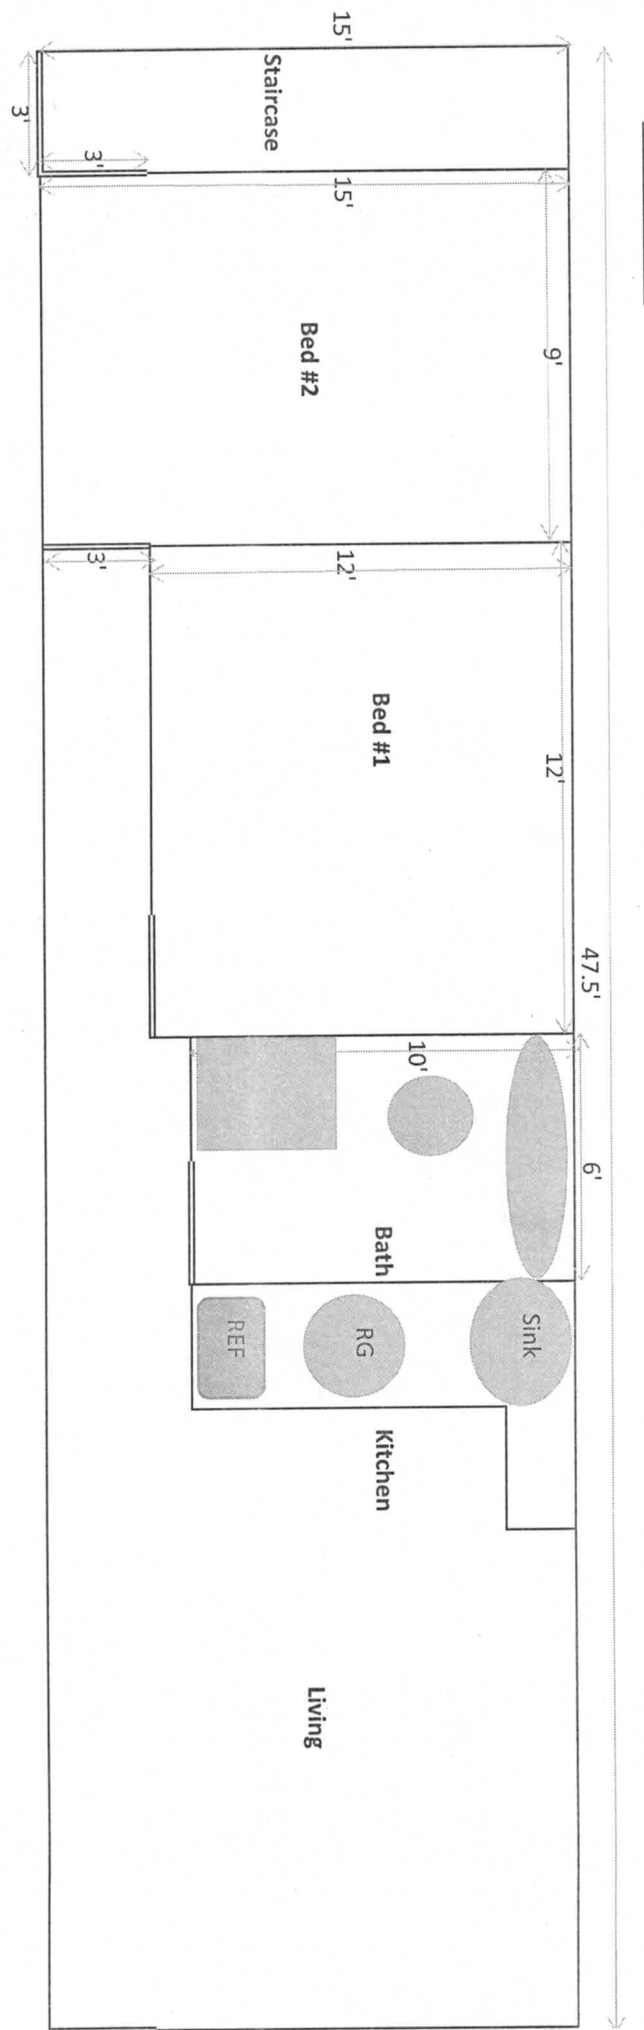 15'
Staircase
3'
3'
15'
9'
Bed #2
3'
12'
Bed #1
12'
47.5'
10'
6'
Bath
Sink
RG
REF
Kitchen
Living